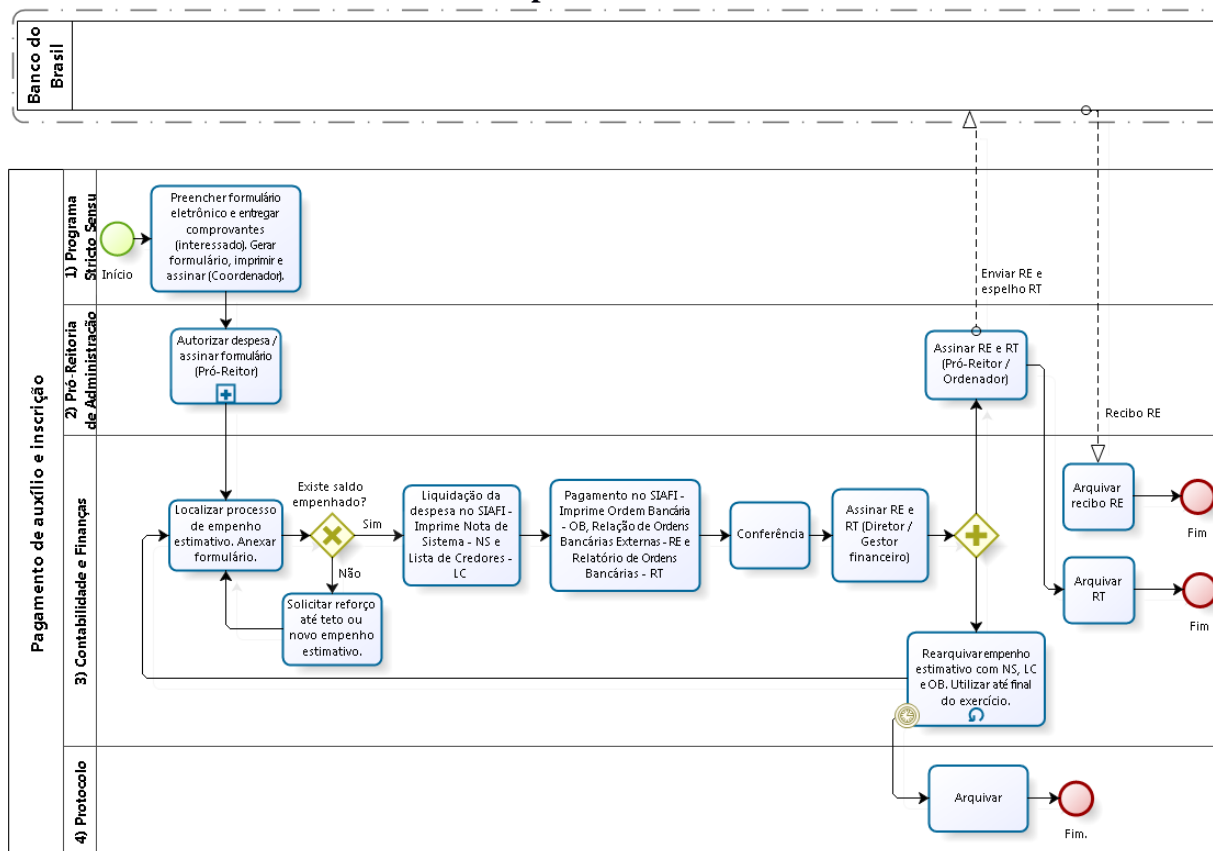 Banco do
Brasil
Pagamento de auxílio e inscrição
1) Programa
Stricto Sensu
Início
Preencher formulário
eletrônico e entregar
comprovantes
(interessado). Gerar
formulário, imprimir e
assinar (Coordenador).
Enviar RE e
espelho RT
2) Pró-Reitoria
de Administração
Autorizar despesa /
assinar formulário
(Pró-Reitor)
Assinar RE e RT
(Pró-Reitor /
Ordenador)
Recibo RE
3) Contabilidade e Finanças
Localizar processo
de empenho
estimativo. Anexar
formulário.
Existe saldo
empenhado?
Sim
Não
Solicitar reforço
até teto ou
novo empenho
estimativo.
Liquidação da
despesa no SIAFI -
Imprime Nota de
Sistema - NS e
Lista de Credores -
LC
Pagamento no SIAFI -
Imprime Ordem Bancária
- OB, Relação de Ordens
Bancárias Externas - RE e
Relatório de Ordens
Bancárias - RT
Conferência
Assinar RE e
RT (Diretor /
Gestor
financeiro)
Arquivar
recibo RE
Fim
Arquivar
RT
Fim
Rearquivar empenho
estimativo com NS, LC
e OB. Utilizar até final
do exercício.
4) Protocolo
Arquivar
Fim.